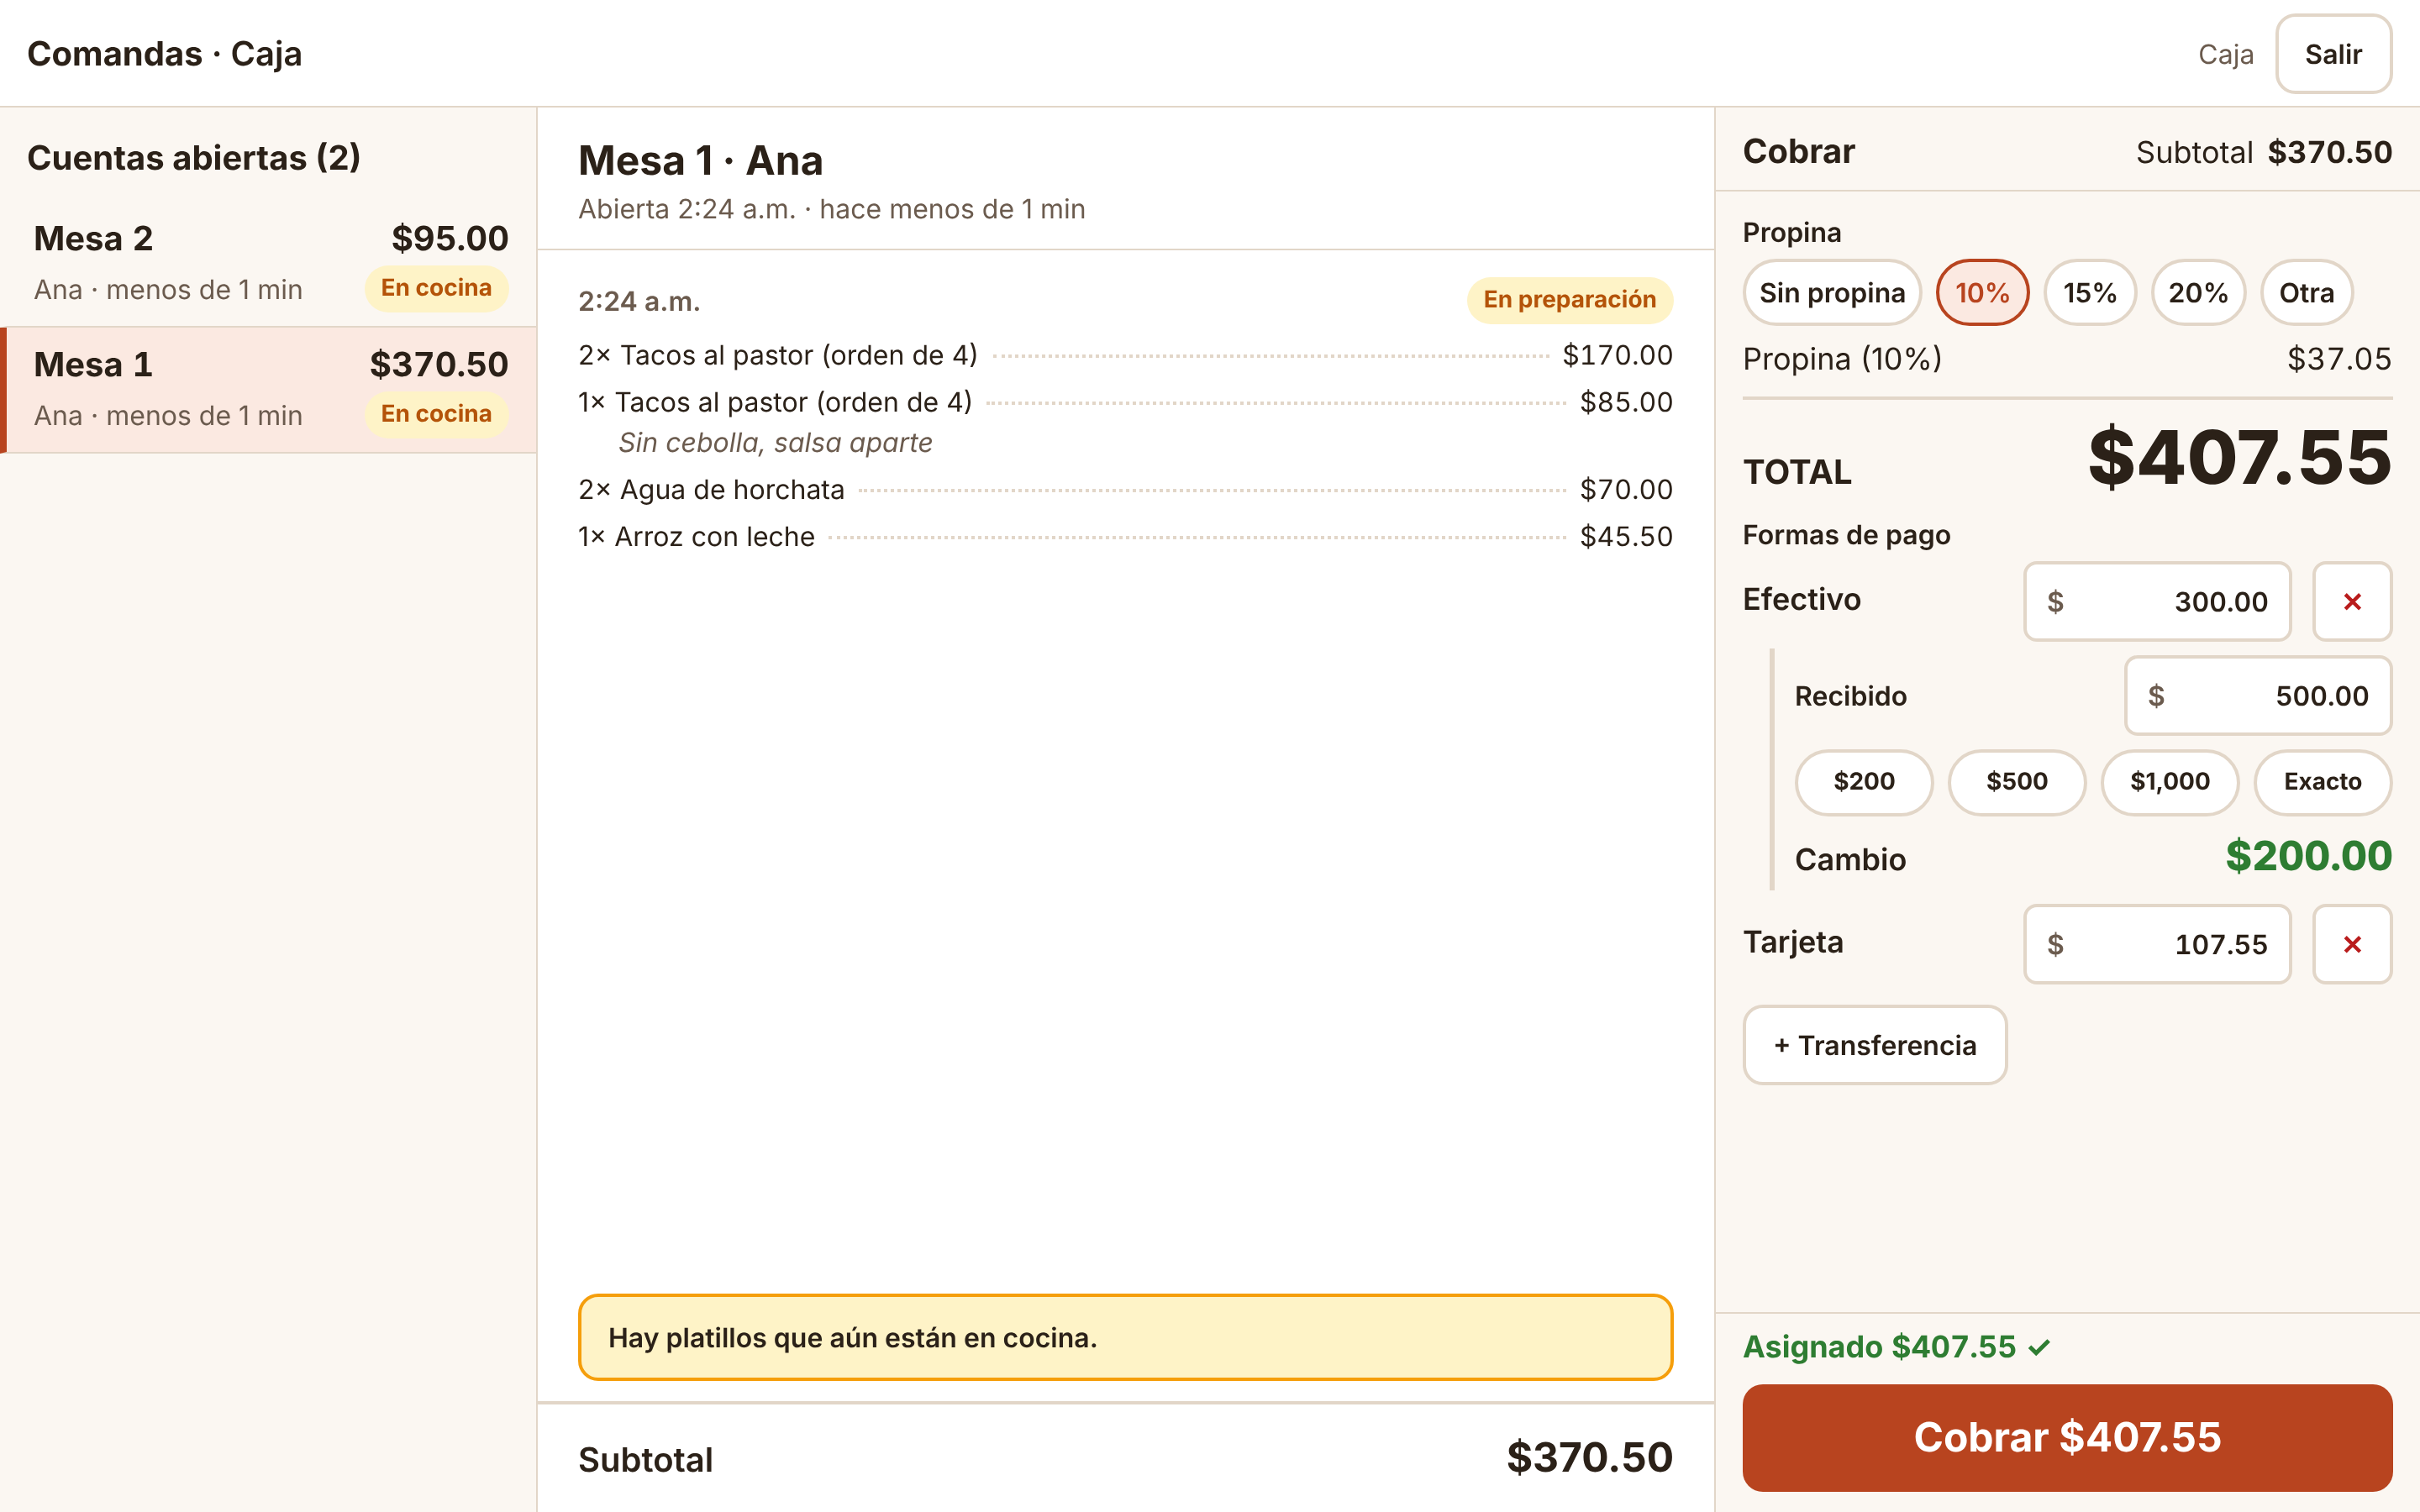 Comandas · Caja
Caja
Salir
Cuentas abiertas (2)
Mesa 2 $95.00
Ana · menos de 1 min En cocina
Mesa 1 $370.50
Ana · menos de 1 min En cocina
Mesa 1 · Ana
Abierta 2:24 a.m. · hace menos de 1 min
2:24 a.m. En preparación
2× Tacos al pastor (orden de 4) $170.00
1× Tacos al pastor (orden de 4) $85.00
Sin cebolla, salsa aparte
2× Agua de horchata $70.00
1× Arroz con leche $45.50
Hay platillos que aún están en cocina.
Subtotal $370.50
Cobrar Subtotal $370.50
Propina
Sin propina 10% 15% 20% Otra
Propina (10%) $37.05
TOTAL $407.55
Formas de pago
Efectivo $ 300.00 ×
Recibido $ 500.00
$200 $500 $1,000 Exacto
Cambio $200.00
Tarjeta $ 107.55 ×
+ Transferencia
Asignado $407.55 ✓
Cobrar $407.55